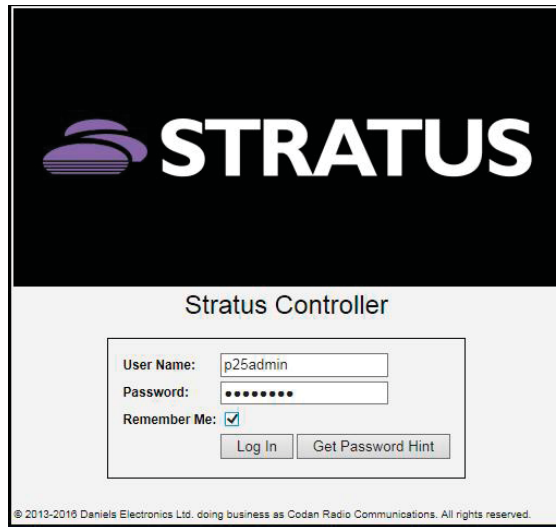 STRATUS
Stratus Controller
User Name: p25admin
Password: ••••••••
Remember Me:
Log In Get Password Hint
© 2013-2016 Daniels Electronics Ltd. doing business as Codan Radio Communications. All rights reserved.